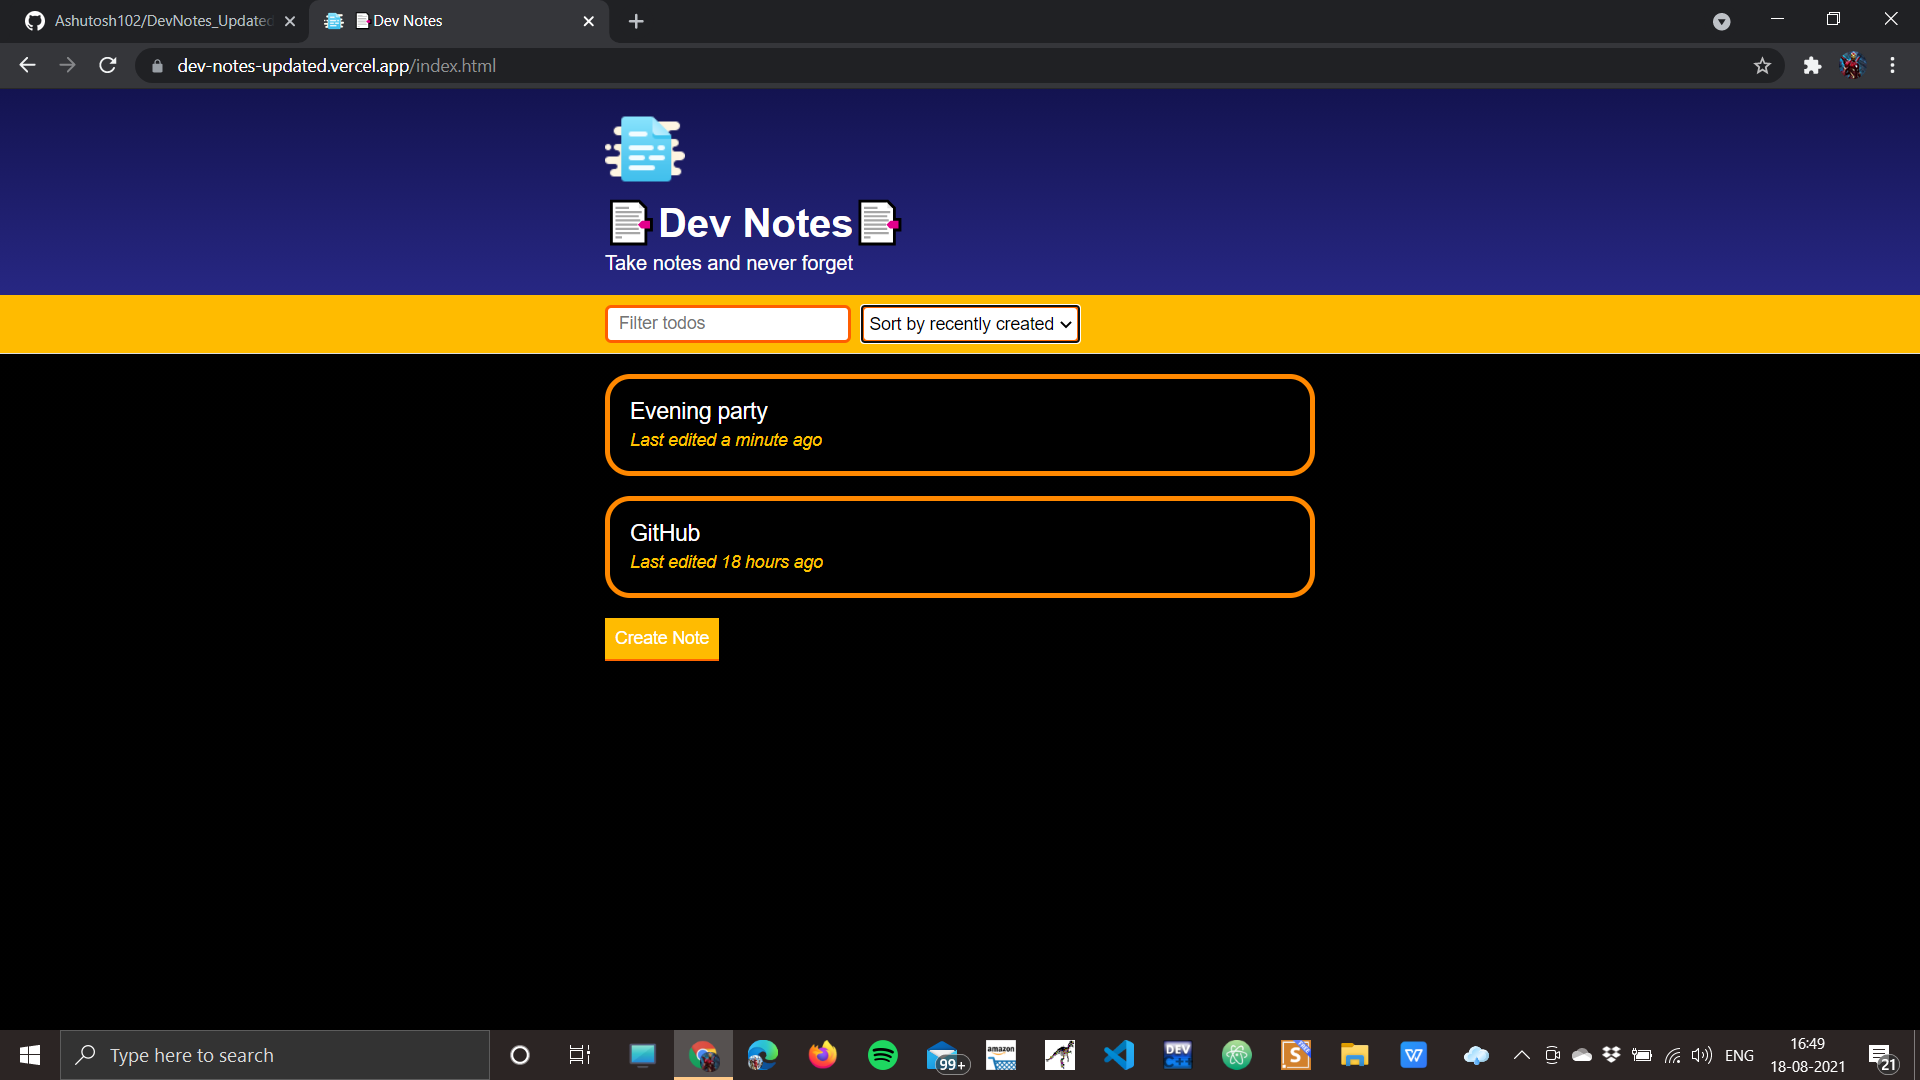 Ashutosh102/DevNotes_Updated
Dev Notes
dev-notes-updated.vercel.app/index.html
Dev Notes
Take notes and never forget
Filter todos
Sort by recently created
Evening party
Last edited a minute ago
GitHub
Last edited 18 hours ago
Create Note
Type here to search
99+
amazon
DEV
C++
S
W
ENG
16:49
18-08-2021
21